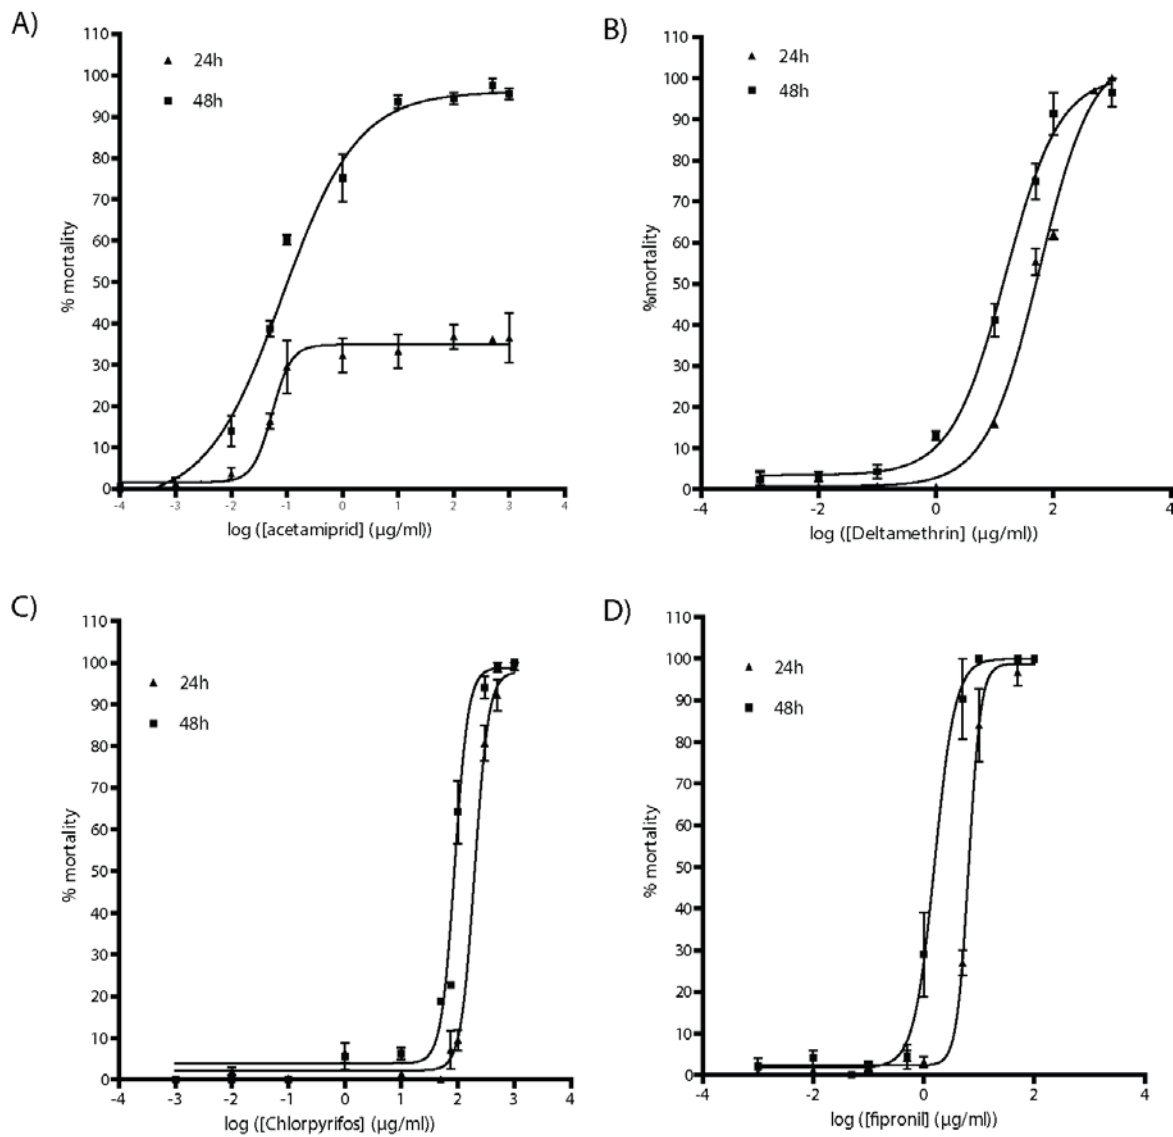 A)
110
100
90
80
70
60
50
40
30
20
10
0
% mortality
24h
48h
-4 -3 -2 -1 0 1 2 3 4
log ([acetamiprid] (µg/ml))
B)
110
100
90
80
70
60
50
40
30
20
10
0
%mortality
24h
48h
-4 -2 0 2 4
log ([Deltamethrin] (µg/ml))
C)
110
100
90
80
70
60
50
40
30
20
10
0
% mortality
24h
48h
-4 -3 -2 -1 0 1 2 3 4
log ([Chlorpyrifos] (µg/ml))
D)
110
100
90
80
70
60
50
40
30
20
10
0
% mortality
24h
48h
-4 -2 0 2 4
log ([fipronil] (µg/ml))